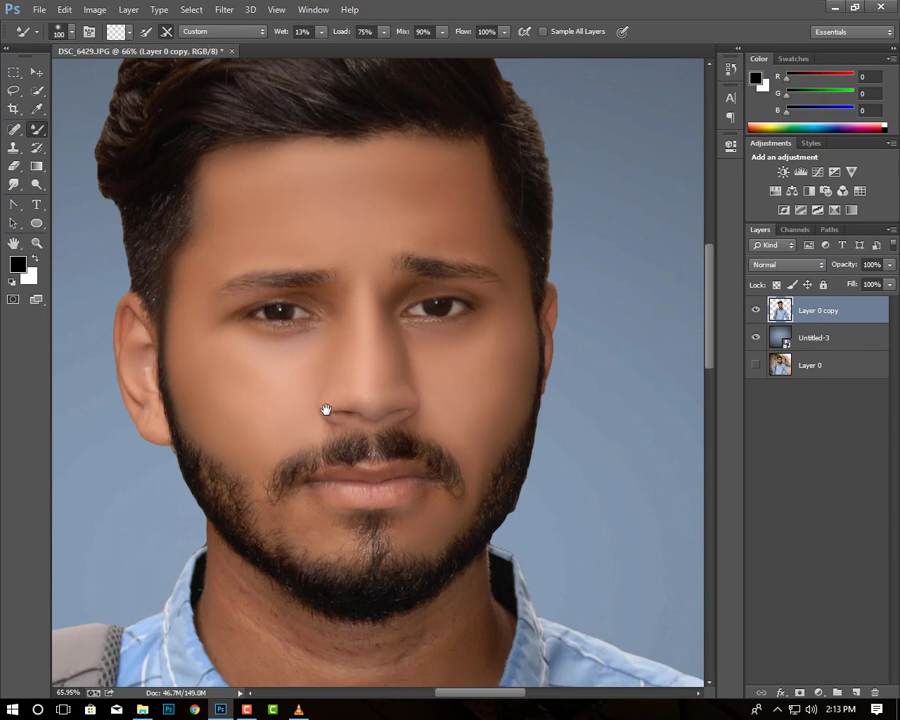 Ps File Edit Image Layer Type Select Filter 3D View Window Help
100 Custom Wet: 13% Load: 75% Mix: 90% Flow: 100% Sample All Layers Essentials
DSC_6429.JPG @ 66% (Layer 0 copy, RGB/8) * ×
Color Swatches
R 0
G 0
B 0
Adjustments Styles
Add an adjustment
Layers Channels Paths
Kind
Normal Opacity: 100%
Lock: Fill: 100%
Layer 0 copy
Untitled-3
Layer 0
65.95% Doc: 46.7M/149.0M
2:13 PM